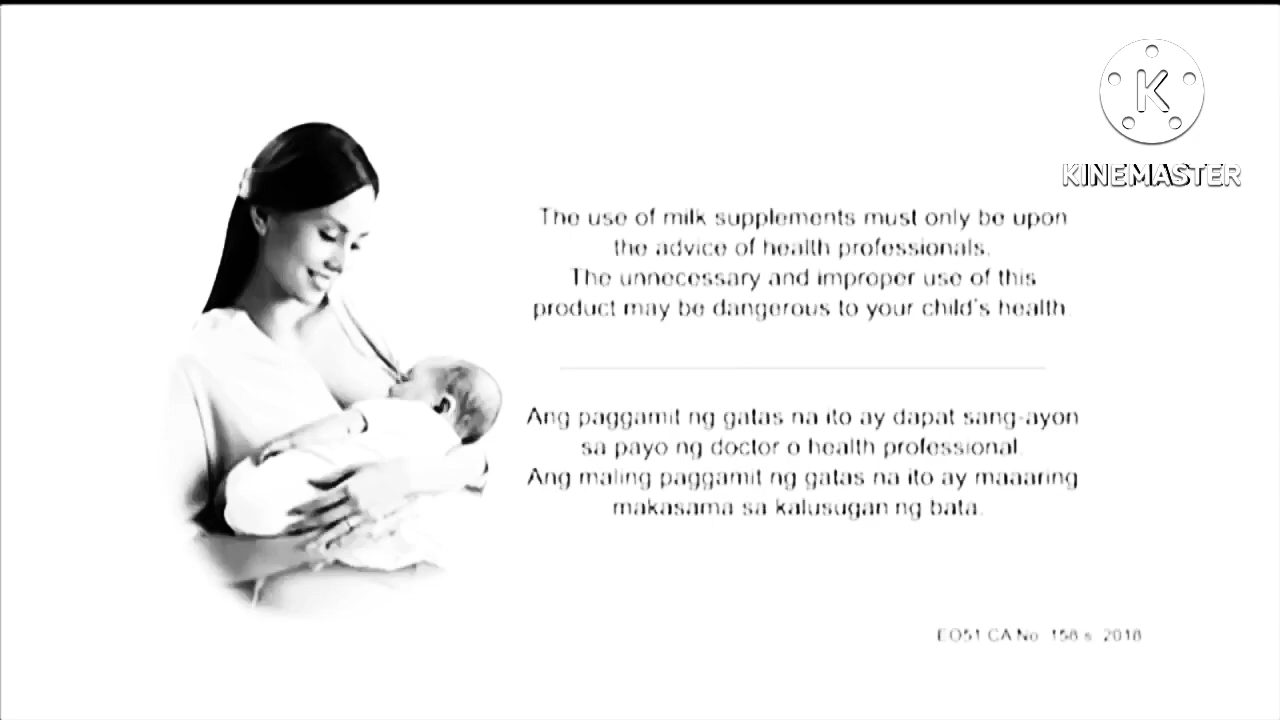 K
KINEMASTER
The use of milk supplements must only be upon
the advice of health professionals.
The unnecessary and improper use of this
product may be dangerous to your child's health.
Ang paggamit ng gatas na ito ay dapat sang-ayon
sa payo ng doctor o health professional.
Ang maling paggamit ng gatas na ito ay maaaring
makasama sa kalusugan ng bata.
EO51 CA No. 158 s. 2018